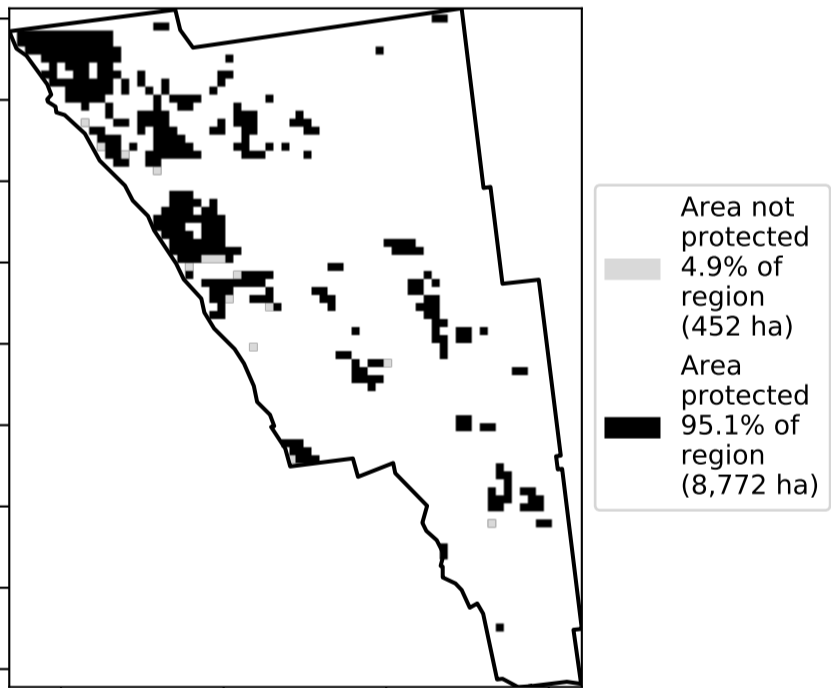 Area not
protected
4.9% of
region
(452 ha)
Area
protected
95.1% of
region
(8,772 ha)